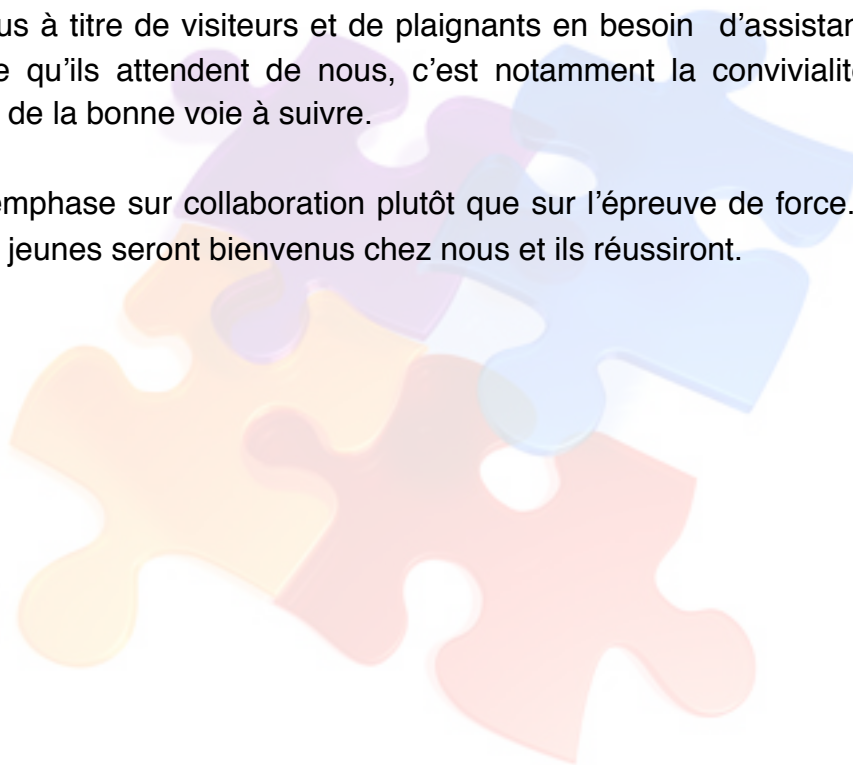 us à titre de visiteurs et de plaignants en besoin d’assistan
e qu’ils attendent de nous, c’est notamment la convivialit
de la bonne voie à suivre.
emphase sur collaboration plutôt que sur l’épreuve de force.
jeunes seront bienvenus chez nous et ils réussiront.